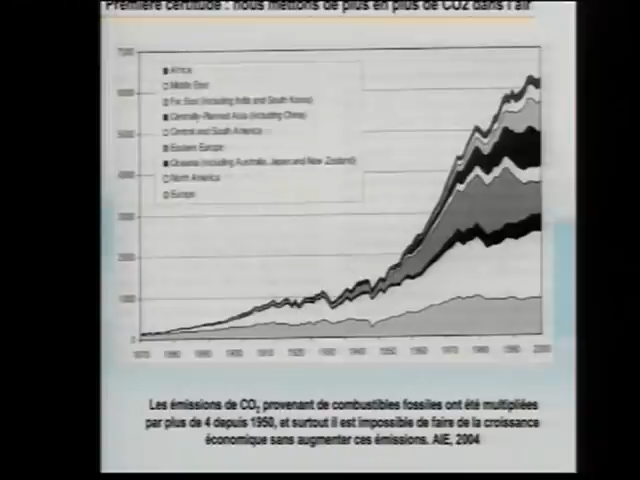 Première certitude : nous mettons de plus en plus de CO2 dans l'air
7000
6000
5000
4000
3000
2000
1000
Africa
Middle East
Far East (including India and South Korea)
Centrally-Planned Asia (including China)
Central and South America
Eastern Europe
Oceania (including Australia, Japan and New Zealand)
North America
Europe
1870 1880 1890 1900 1910 1920 1930 1940 1950 1960 1970 1980 1990 2000
Les émissions de CO2 provenant de combustibles fossiles ont été multipliées
par plus de 4 depuis 1950, et surtout il est impossible de faire de la croissance
économique sans augmenter ces émissions. AIE, 2004